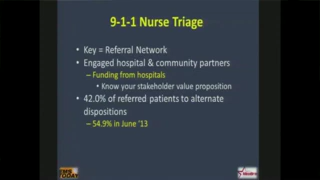 9-1-1 Nurse Triage
• Key = Referral Network
• Engaged hospital & community partners
– Funding from hospitals
• Know your stakeholder value proposition
• 42.0% of referred patients to alternate
dispositions
– 54.9% in June '13
TODAY